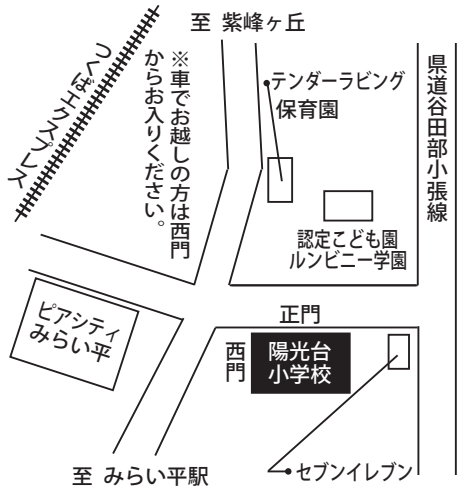 至 紫峰ヶ丘
つくばエクスプレス
※車でお越しの方は西門
からお入りください。
テンダーラビング
保育園
県道谷田部小張線
認定こども園
ルンビニー学園
ピアシティ
みらい平
正門
西門
陽光台
小学校
セブンイレブン
至 みらい平駅